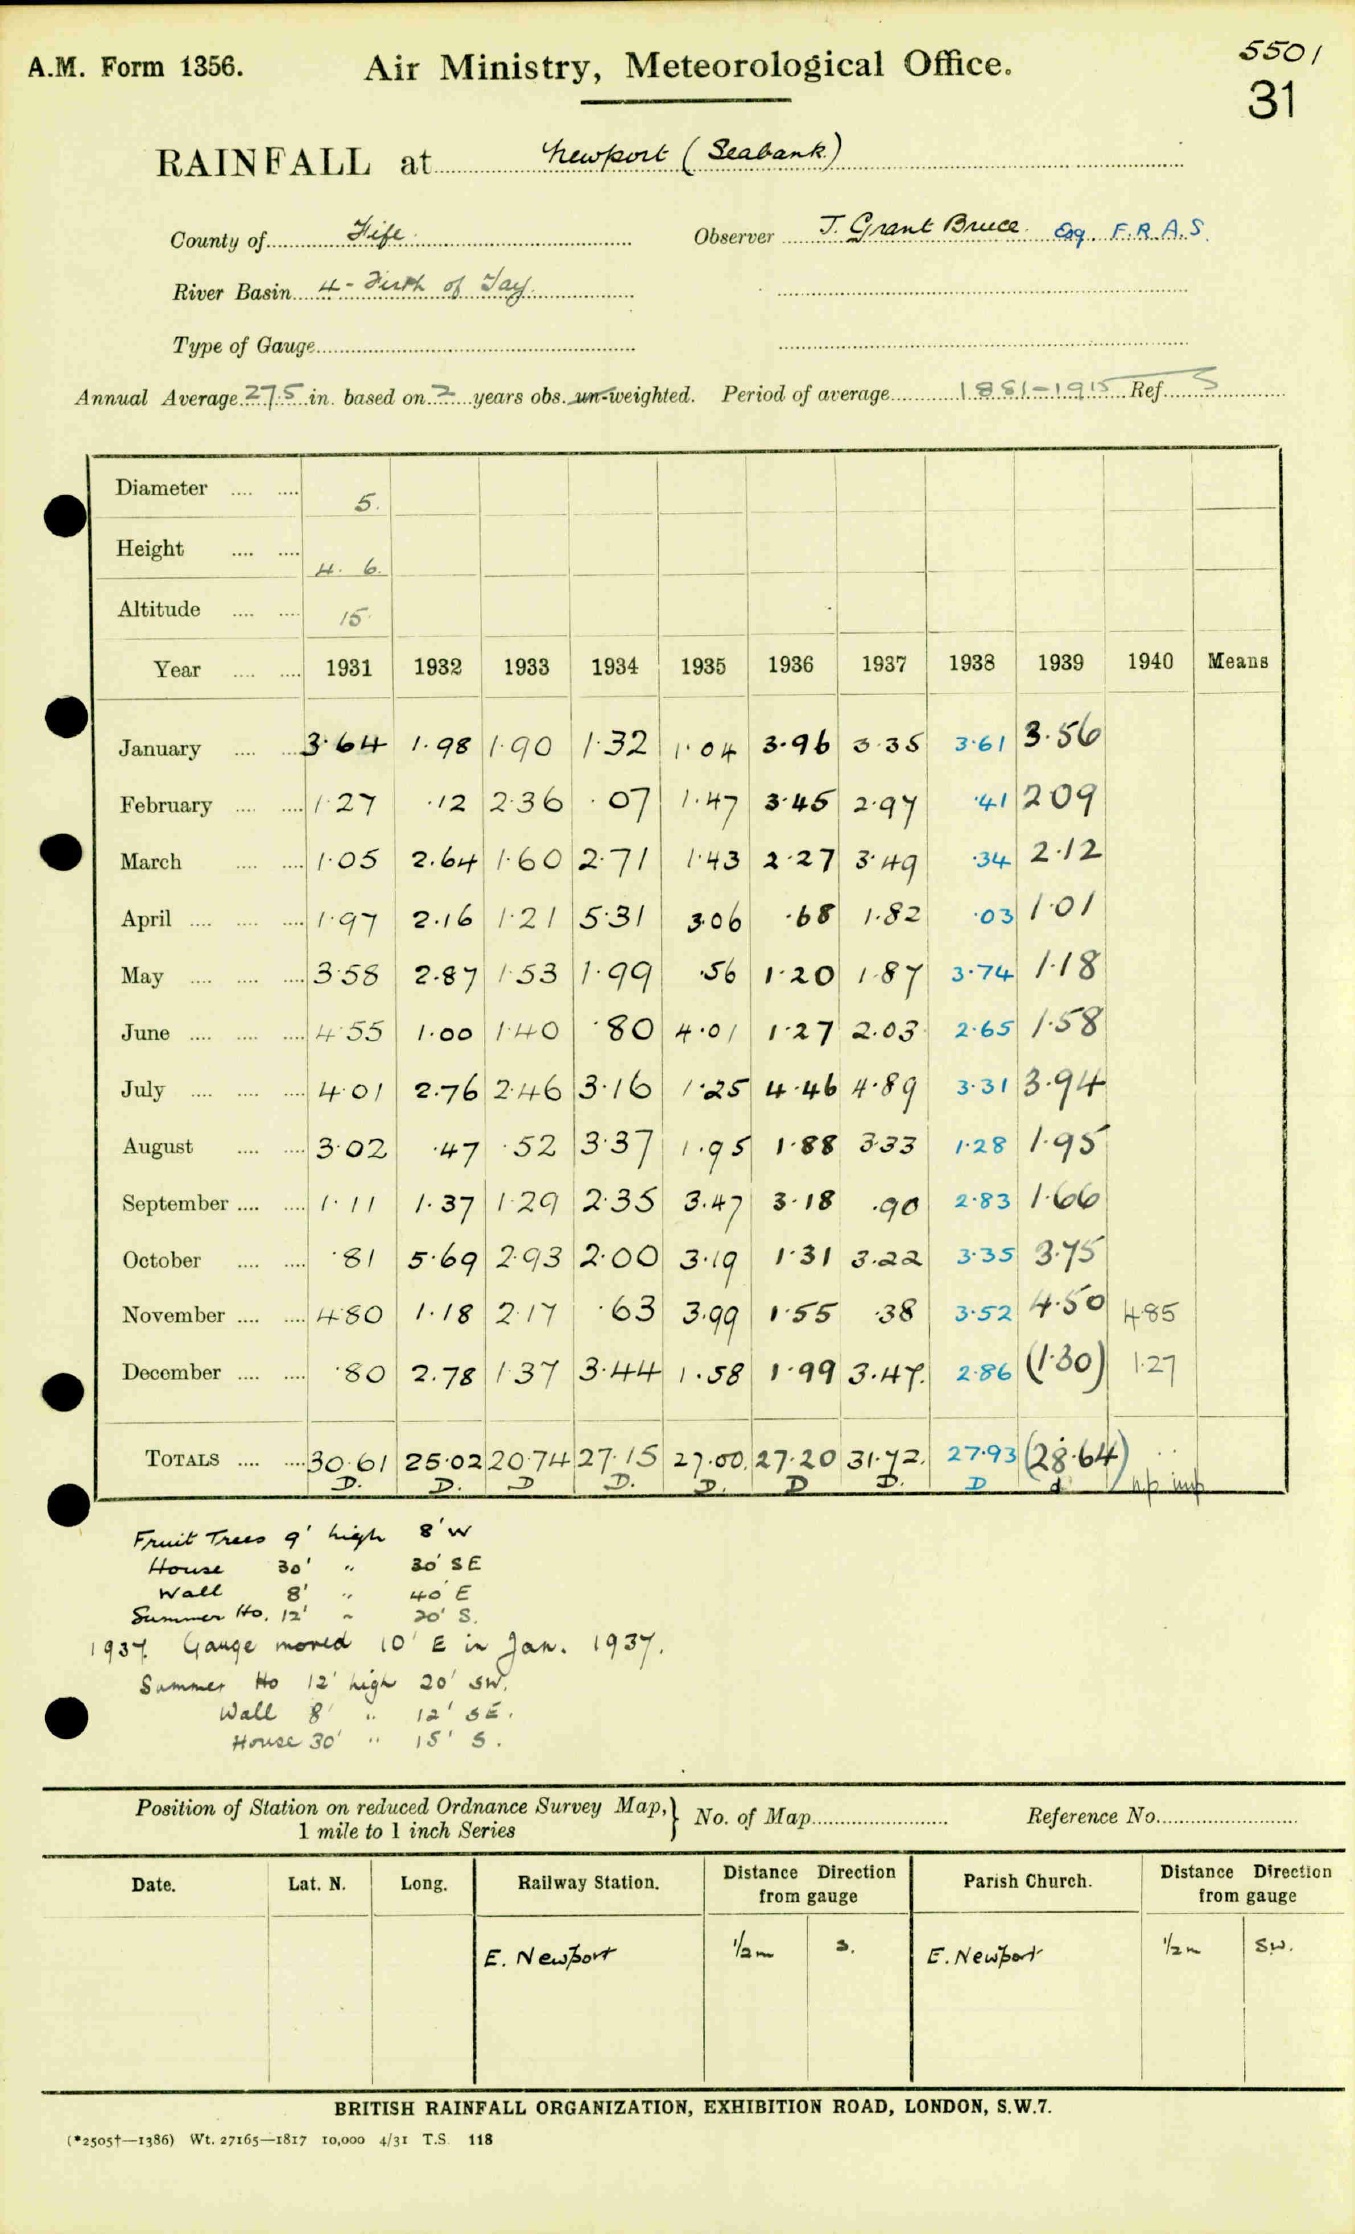 5501
A.M. Form 1356. Air Ministry, Meteorological Office.
31
RAINFALL at Newport (Seabank)
County of Fife Observer J. Grant Bruce Esq. F.R.A.S.
River Basin 4 - Firth of Tay
Type of Gauge
Annual Average 27.5 in. based on 2 years obs. un-weighted. Period of average 1881-1915 Ref. S
Diameter 5.
Height 4. 6.
Altitude 15.
Year 1931 1932 1933 1934 1935 1936 1937 1938 1939 1940 Means
January 3.64 1.98 1.90 1.32 1.04 3.96 3.35 3.61 3.56
February 1.27 .12 2.36 .07 1.47 3.45 2.97 .41 2.09
March 1.05 2.64 1.60 2.71 1.43 2.27 3.49 .34 2.12
April 1.97 2.16 1.21 5.31 3.06 .68 1.82 .03 1.01
May 3.58 2.87 1.53 1.99 .56 1.20 1.87 3.74 1.18
June 4.55 1.00 1.40 .80 4.01 1.27 2.03 2.65 1.58
July 4.01 2.76 2.46 3.16 1.25 4.46 4.89 3.31 3.94
August 3.02 .47 .52 3.37 1.95 1.88 3.33 1.28 1.95
September 1.11 1.37 1.29 2.35 3.47 3.18 .90 2.83 1.66
October .81 5.69 2.93 2.00 3.19 1.31 3.22 3.35 3.75
November 4.80 1.18 2.17 .63 3.99 1.55 .38 3.52 4.50 4.85
December .80 2.78 1.37 3.44 1.58 1.99 3.47. 2.86 (1.30) 1.27
TOTALS 30.61 25.02 20.74 27.15 27.00. 27.20 31.72. 27.93 (28.64) ..
D. D. D D. D. D D. D d np imp
Fruit Trees 9' high 8' W
House 30' " 30' SE
Wall 8' " 40' E
Summer Ho. 12' " 20' S.
1937. Gauge moved 10' E in Jan. 1937.
Summer Ho 12' high 20' SW.
Wall 8' " 12' SE.
House 30' " 15' S.
Position of Station on reduced Ordnance Survey Map, } No. of Map Reference No.
1 mile to 1 inch Series
Date. Lat. N. Long. Railway Station. Distance Direction from gauge Parish Church. Distance Direction from gauge
E. Newport 1/2 m S. E. Newport 1/2 m SW.
BRITISH RAINFALL ORGANIZATION, EXHIBITION ROAD, LONDON, S.W.7.
(*2505†—1386) Wt. 27165—1817 10,000 4/31 T.S. 118